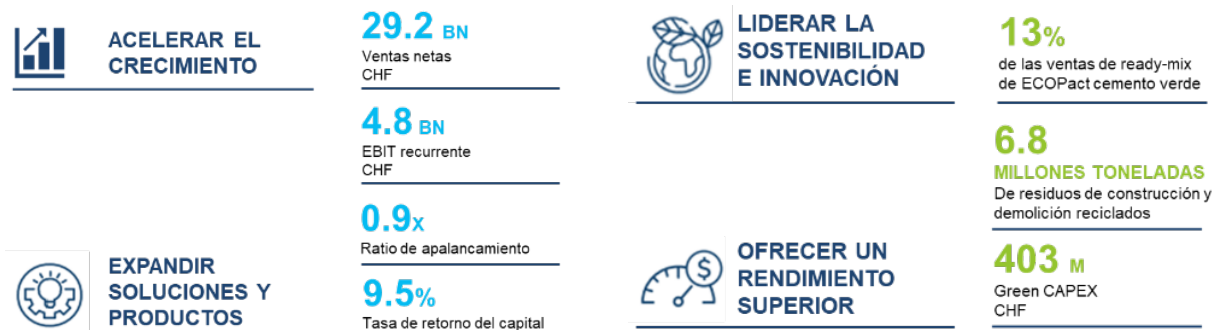 ACELERAR EL
CRECIMIENTO
29.2 BN
Ventas netas
CHF
4.8 BN
EBIT recurrente
CHF
0.9x
Ratio de apalancamiento
EXPANDIR
SOLUCIONES Y
PRODUCTOS
9.5%
Tasa de retorno del capital
LIDERAR LA
SOSTENIBILIDAD
E INNOVACIÓN
13%
de las ventas de ready-mix
de ECOPact cemento verde
6.8
MILLONES TONELADAS
De residuos de construcción y
demolición reciclados
$
OFRECER UN
RENDIMIENTO
SUPERIOR
403 M
Green CAPEX
CHF